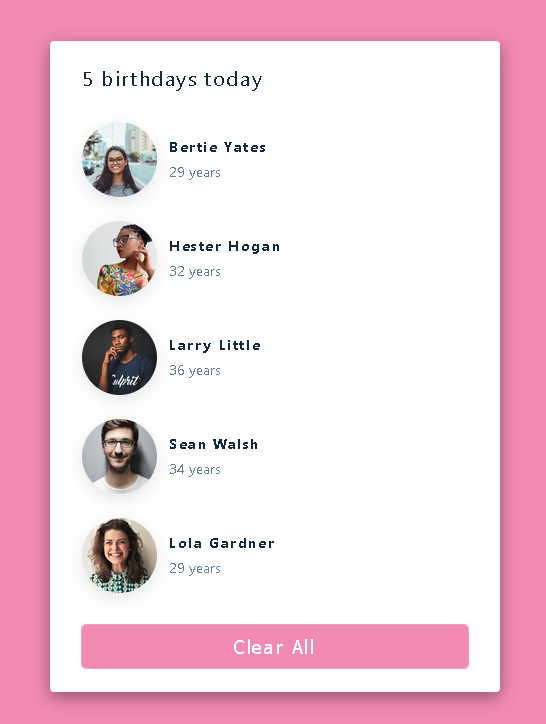 5 birthdays today
Bertie Yates
29 years
Hester Hogan
32 years
Larry Little
36 years
ulprit
Sean Walsh
34 years
Lola Gardner
29 years
Clear All